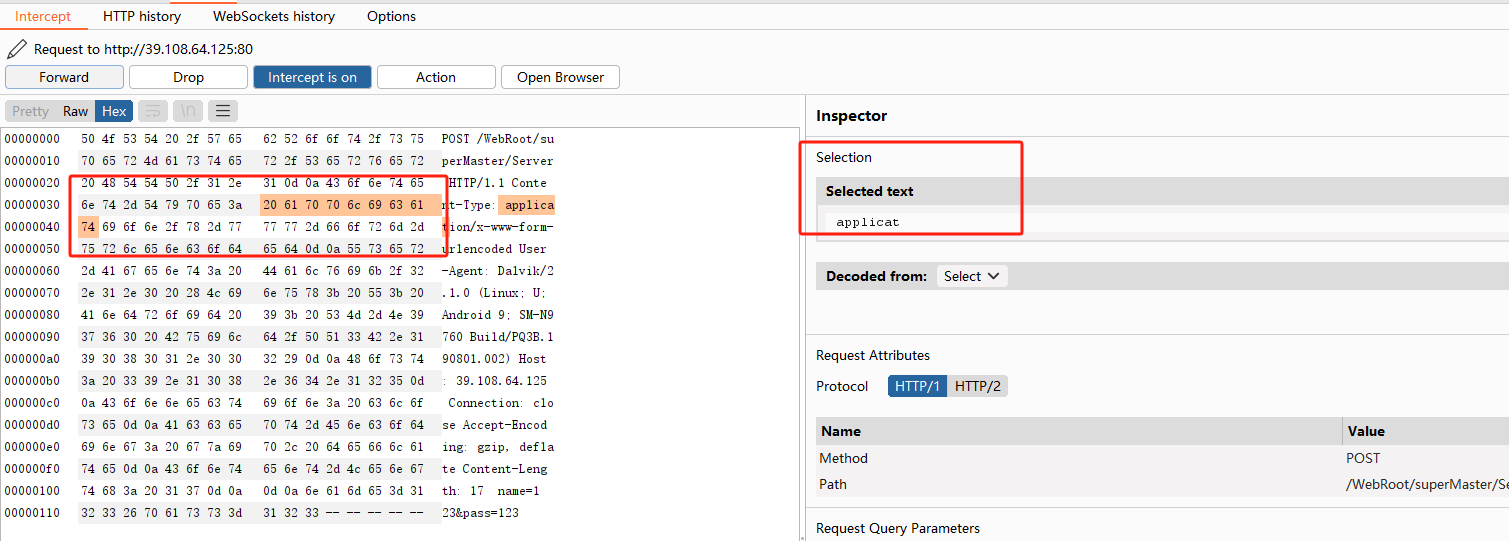 Intercept HTTP history WebSockets history Options
Request to http://39.108.64.125:80
Forward Drop Intercept is on Action Open Browser
Pretty Raw Hex \n
00000000 50 4f 53 54 20 2f 57 65 62 52 6f 6f 74 2f 73 75 POST /WebRoot/su
00000010 70 65 72 4d 61 73 74 65 72 2f 53 65 72 76 65 72 perMaster/Server
00000020 20 48 54 54 50 2f 31 2e 31 0d 0a 43 6f 6e 74 65 HTTP/1.1 Conte
00000030 6e 74 2d 54 79 70 65 3a 20 61 70 70 6c 69 63 61 nt-Type: applica
00000040 74 69 6f 6e 2f 78 2d 77 77 77 2d 66 6f 72 6d 2d tion/x-www-form-
00000050 75 72 6c 65 6e 63 6f 64 65 64 0d 0a 55 73 65 72 urlencoded User
00000060 2d 41 67 65 6e 74 3a 20 44 61 6c 76 69 6b 2f 32 -Agent: Dalvik/2
00000070 2e 31 2e 30 20 28 4c 69 6e 75 78 3b 20 55 3b 20 .1.0 (Linux; U;
00000080 41 6e 64 72 6f 69 64 20 39 3b 20 53 4d 2d 4e 39 Android 9; SM-N9
00000090 37 36 30 20 42 75 69 6c 64 2f 50 51 33 42 2e 31 760 Build/PQ3B.1
000000a0 39 30 38 30 31 2e 30 30 32 29 0d 0a 48 6f 73 74 90801.002) Host
000000b0 3a 20 33 39 2e 31 30 38 2e 36 34 2e 31 32 35 0d : 39.108.64.125
000000c0 0a 43 6f 6e 6e 65 63 74 69 6f 6e 3a 20 63 6c 6f Connection: clo
000000d0 73 65 0d 0a 41 63 63 65 70 74 2d 45 6e 63 6f 64 se Accept-Encod
000000e0 69 6e 67 3a 20 67 7a 69 70 2c 20 64 65 66 6c 61 ing: gzip, defla
000000f0 74 65 0d 0a 43 6f 6e 74 65 6e 74 2d 4c 65 6e 67 te Content-Leng
00000100 74 68 3a 20 31 37 0d 0a 0d 0a 6e 61 6d 65 3d 31 th: 17 name=1
00000110 32 33 26 70 61 73 73 3d 31 32 33 -- -- -- -- -- 23&pass=123
Inspector
Selection
Selected text
applicat
Decoded from: Select
Request Attributes
Protocol HTTP/1 HTTP/2
Name Value
Method POST
Path /WebRoot/superMaster/Se
Request Query Parameters